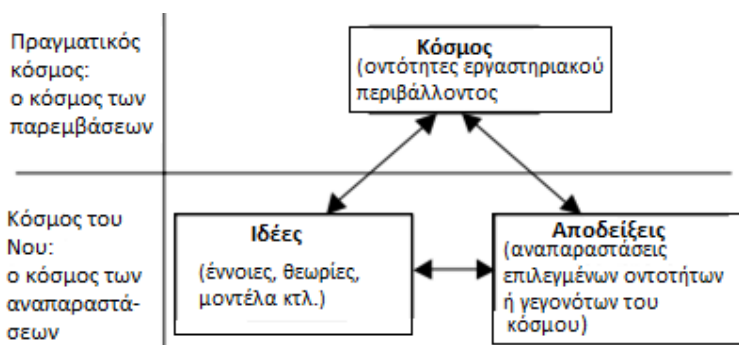 Πραγματικός
κόσμος:
ο κόσμος των
παρεμβάσεων
Κόσμος
(οντότητες εργαστηριακού
περιβάλλοντος
Κόσμος του
Νου:
ο κόσμος των
αναπαραστά-
σεων
Ιδέες
(έννοιες, θεωρίες,
μοντέλα κτλ.)
Αποδείξεις
(αναπαραστάσεις
επιλεγμένων οντοτήτων
ή γεγονότων του
κόσμου)